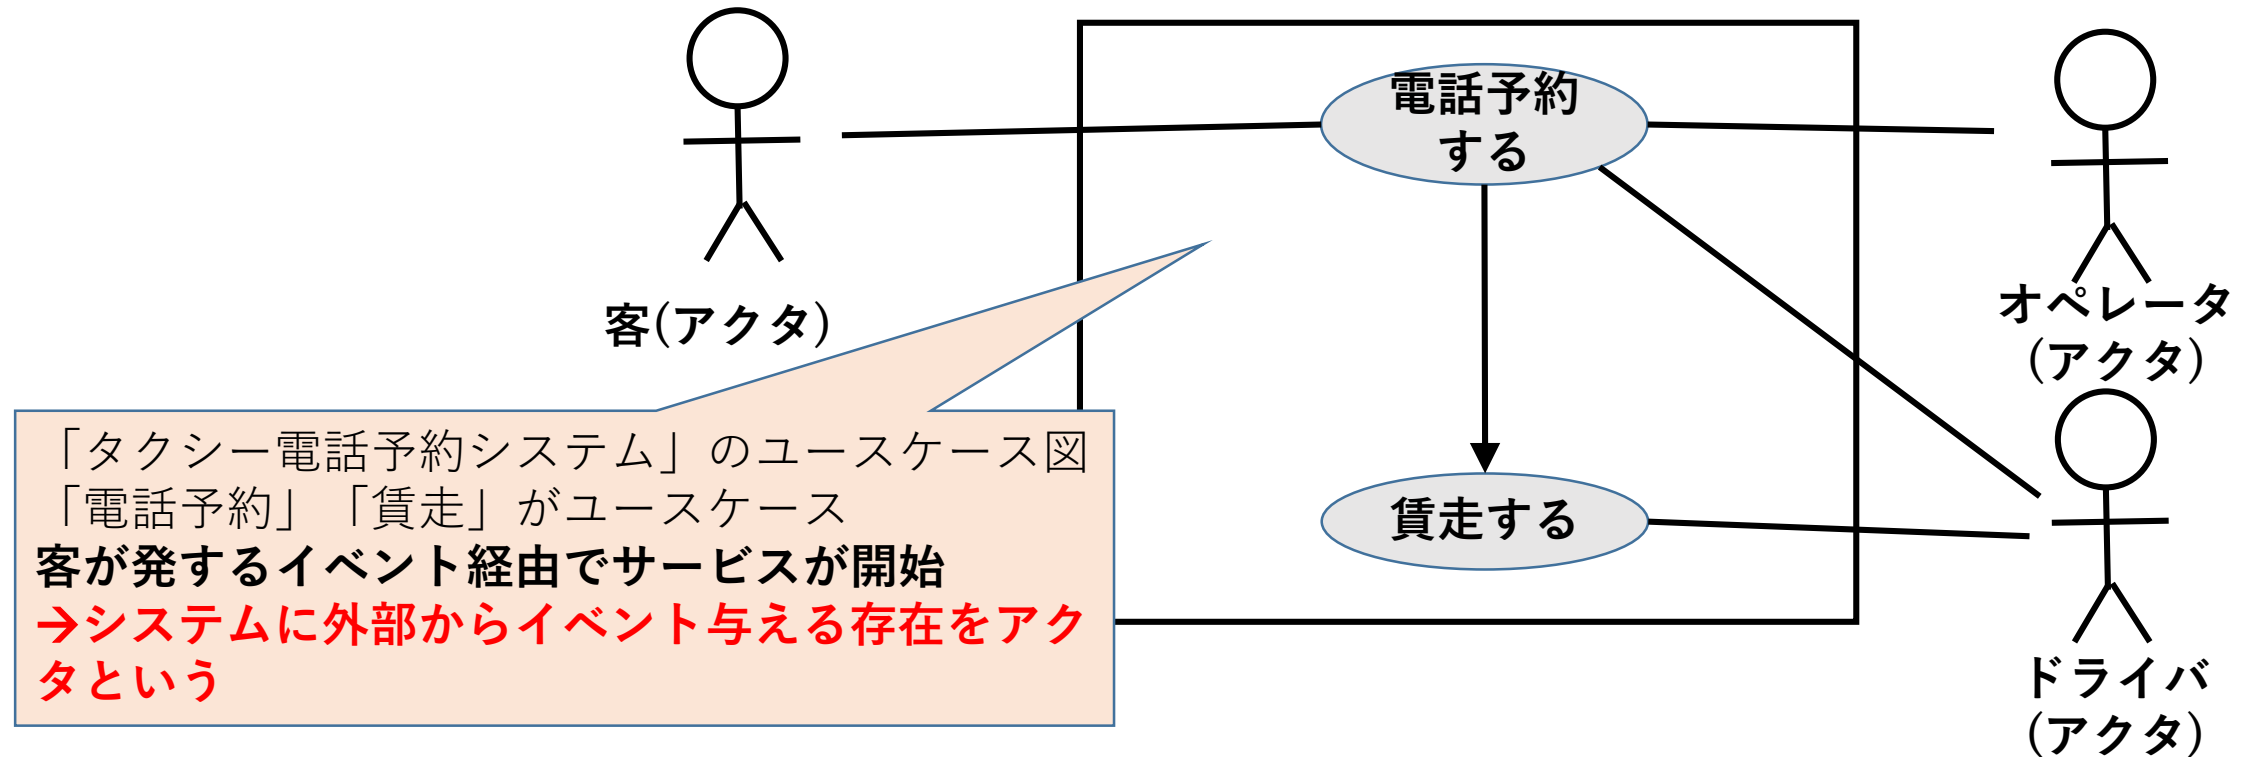 電話予約
する
客(アクタ)
オペレータ
(アクタ)
「タクシー電話予約システム」のユースケース図
「電話予約」「賃走」がユースケース
客が発するイベント経由でサービスが開始
→システムに外部からイベント与える存在をアク
タという
賃走する
ドライバ
(アクタ)